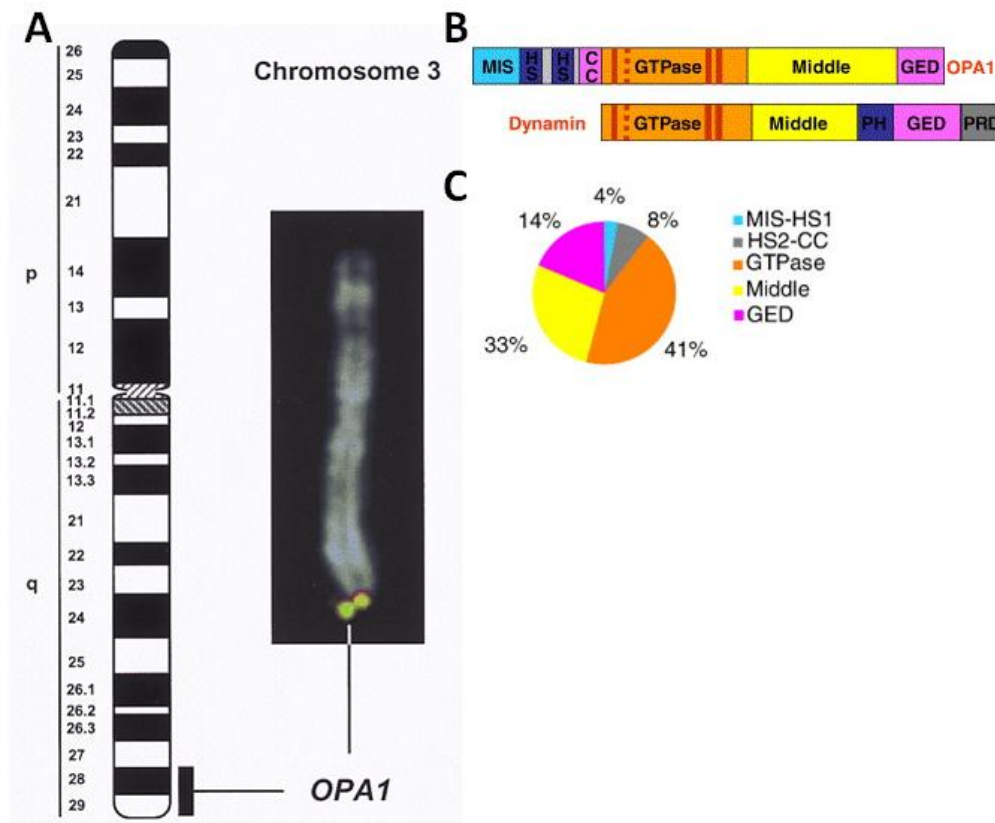 A
Chromosome 3
26
25
24
23
22
21
p
14
13
12
11
11.1
11.2
12
13.1
13.2
13.3
21
22
q
23
24
25
26.1
26.2
26.3
27
28
29
OPA1
B
MIS HS HS CC GTPase Middle GED OPA1
Dynamin GTPase Middle PH GED PRD
C
4%
8%
14%
33%
41%
MIS-HS1
HS2-CC
GTPase
Middle
GED